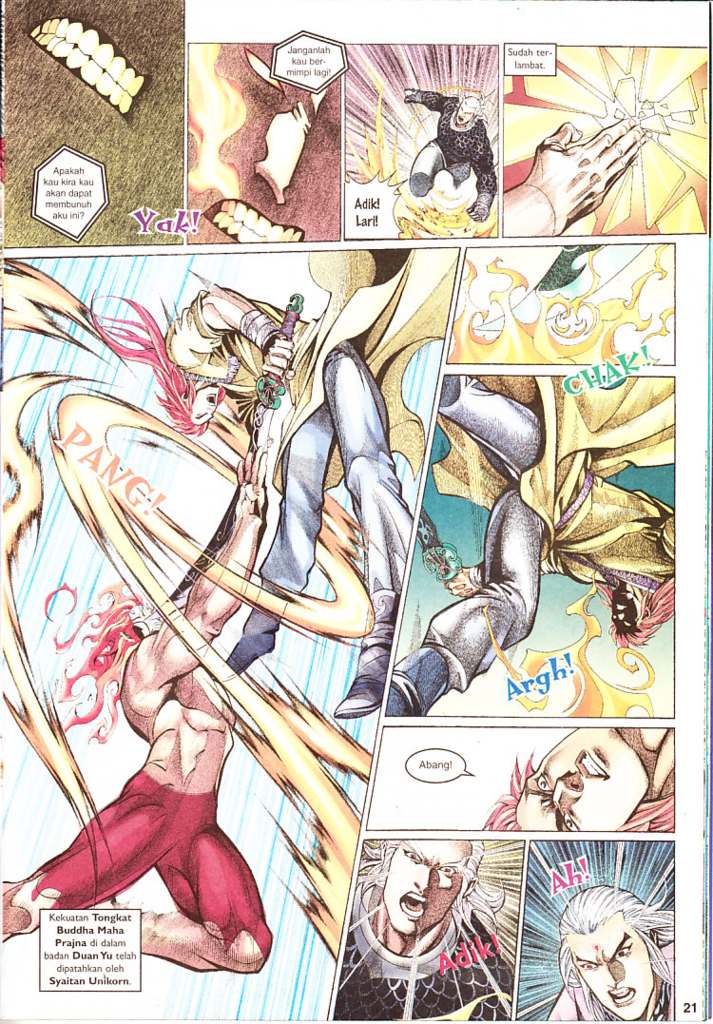 Apakah
kau kira kau
akan dapat
membunuh
aku ini?
Yak!
Janganlah
kau ber-
mimpi lagi!
Adik!
Lari!
Sudah ter-
lambat.
PANG!
CHAK!
Argh!
Kekuatan Tongkat
Buddha Maha
Prajna di dalam
badan Duan Yu telah
dipatahkan oleh
Syaitan Unikorn.
Abang!
Adik!
Ah!
21